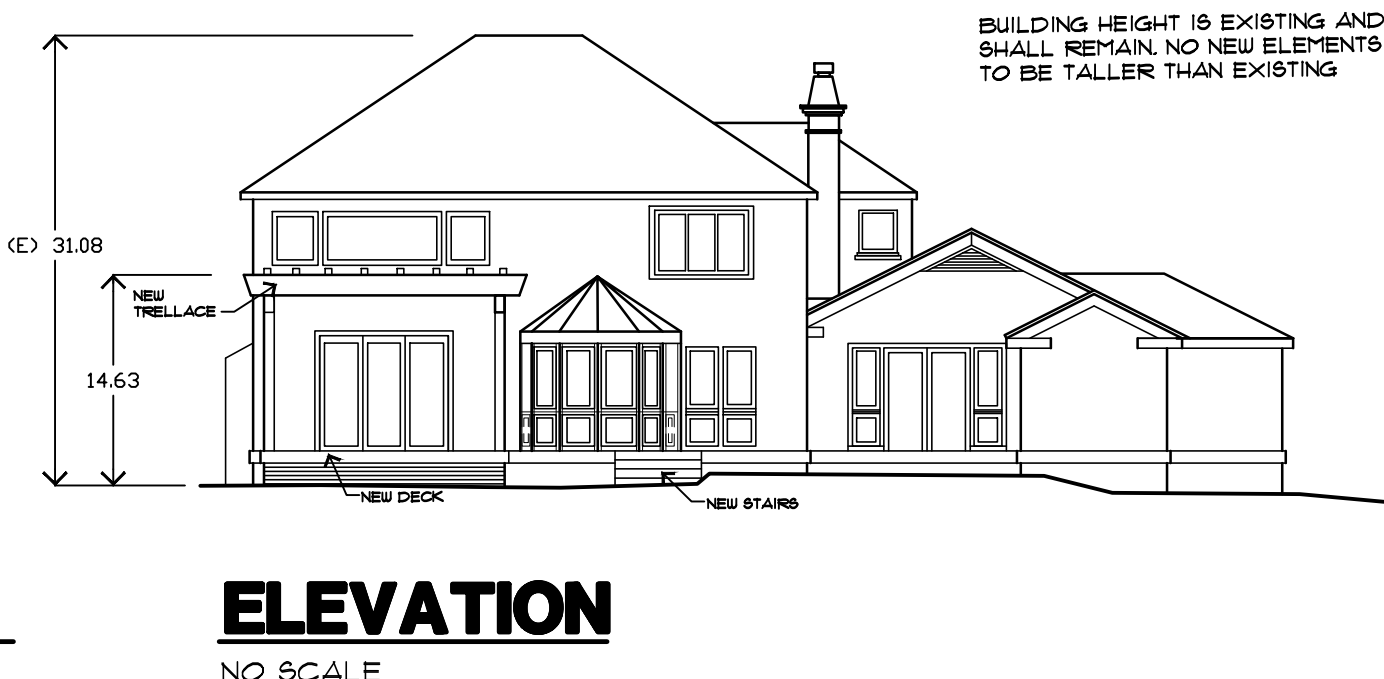 BUILDING HEIGHT IS EXISTING AND
SHALL REMAIN. NO NEW ELEMENTS
TO BE TALLER THAN EXISTING
(E) 31.08
NEW
TRELLACE
14.63
NEW DECK
NEW STAIRS
ELEVATION
NO SCALE